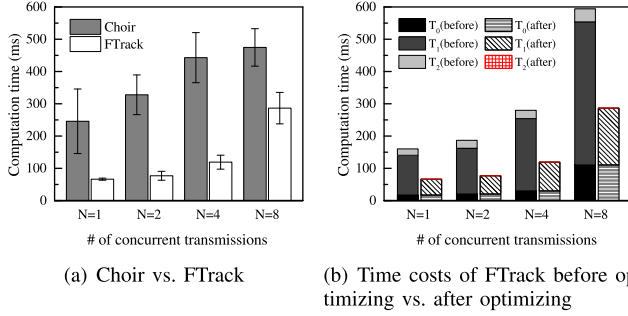 600
500
400
300
200
100
0
Computation time (ms)
Choir
FTrack
N=1 N=2 N=4 N=8
# of concurrent transmissions
(a) Choir vs. FTrack
600
500
400
300
200
100
0
Computation time (ms)
T0(before) T0(after)
T1(before) T1(after)
T2(before) T2(after)
N=1 N=2 N=4 N=8
# of concurrent transmissions
(b) Time costs of FTrack before op
timizing vs. after optimizing